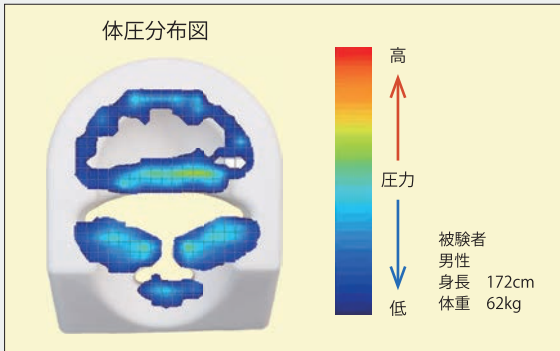 体圧分布図
高
圧力
低
被験者
男性
身長 172cm
体重 62kg